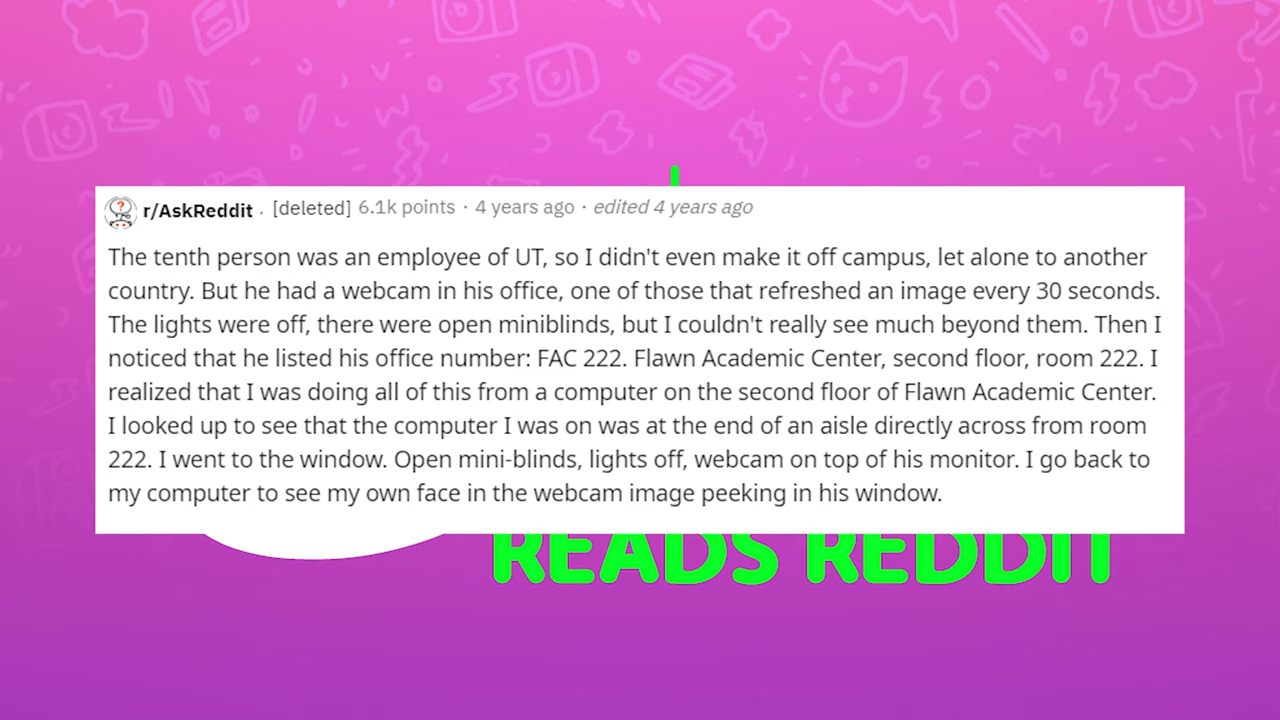 r/AskReddit · [deleted] 6.1k points · 4 years ago · edited 4 years ago
The tenth person was an employee of UT, so I didn't even make it off campus, let alone to another
country. But he had a webcam in his office, one of those that refreshed an image every 30 seconds.
The lights were off, there were open miniblinds, but I couldn't really see much beyond them. Then I
noticed that he listed his office number: FAC 222. Flawn Academic Center, second floor, room 222. I
realized that I was doing all of this from a computer on the second floor of Flawn Academic Center.
I looked up to see that the computer I was on was at the end of an aisle directly across from room
222. I went to the window. Open mini-blinds, lights off, webcam on top of his monitor. I go back to
my computer to see my own face in the webcam image peeking in his window.
READS REDDIT